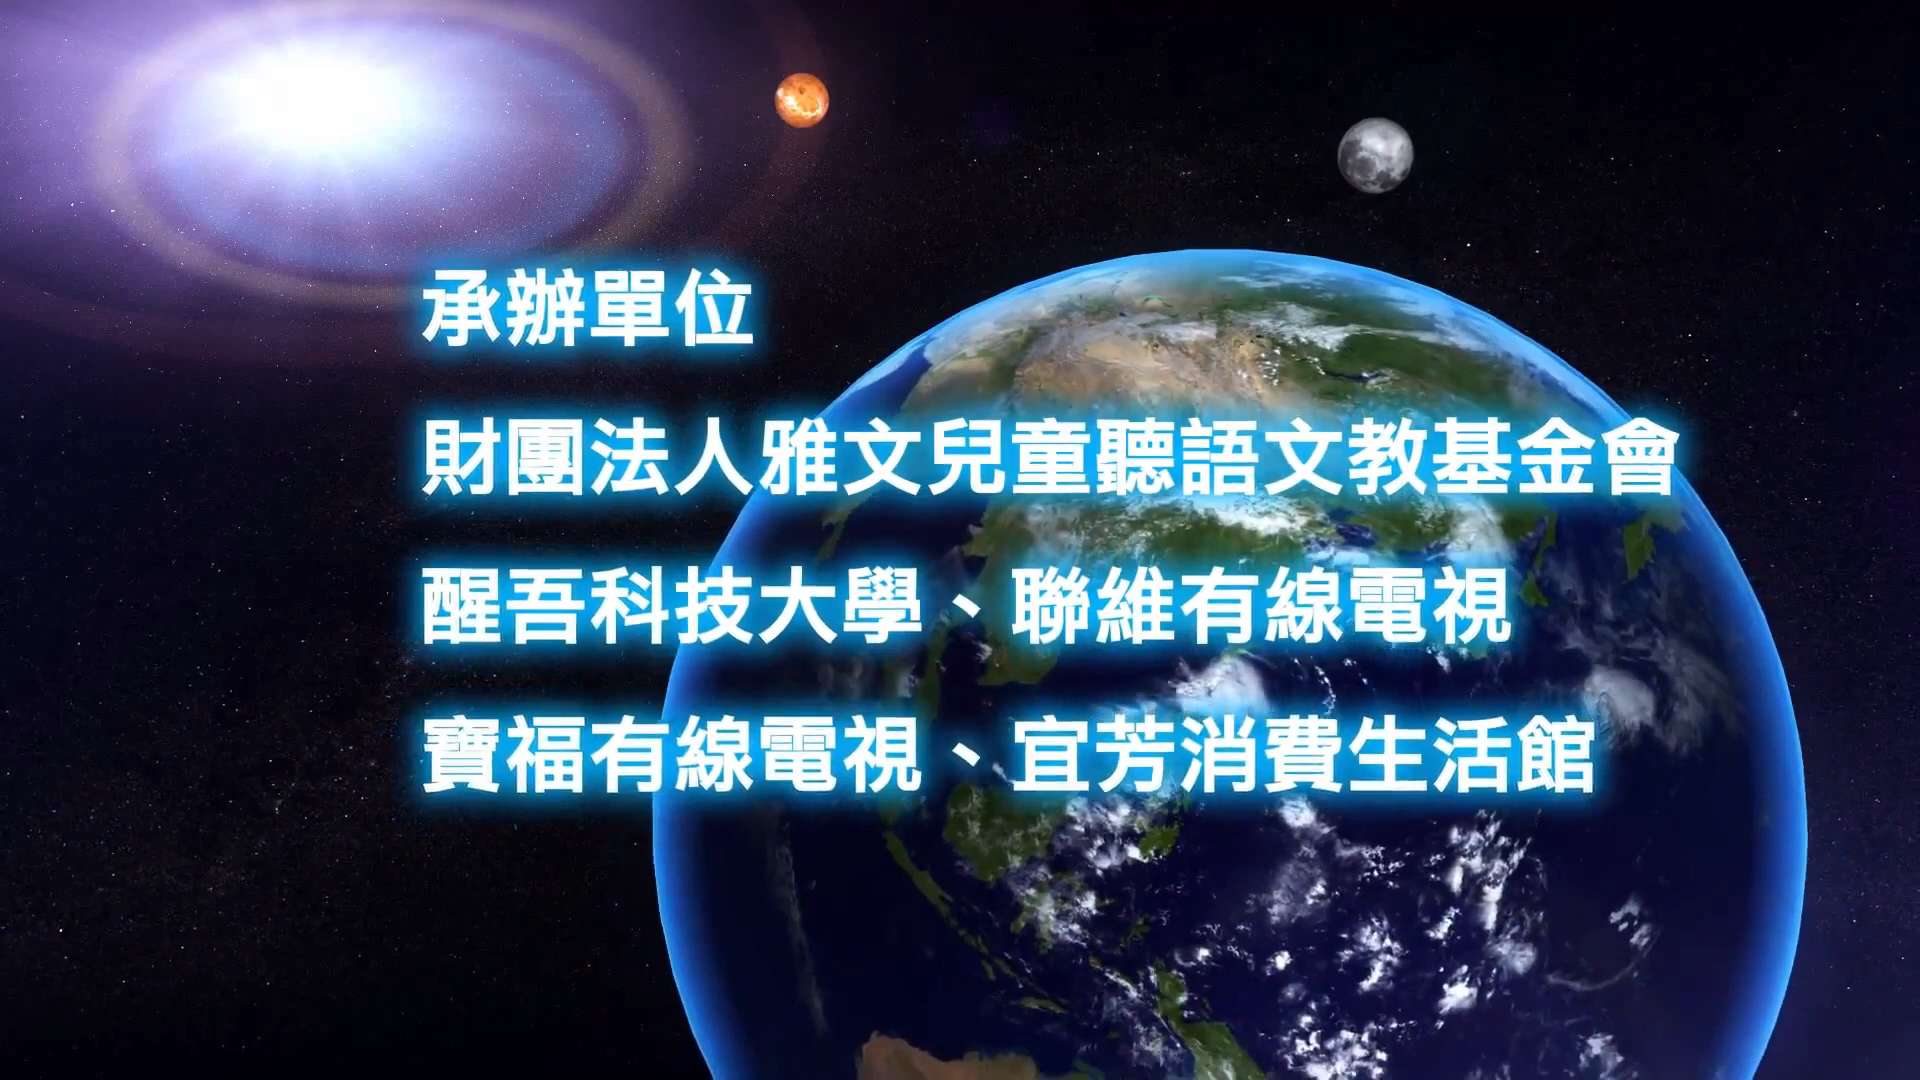 承辦單位
財團法人雅文兒童聽語文教基金會
醒吾科技大學、聯維有線電視
寶福有線電視、宜芳消費生活館